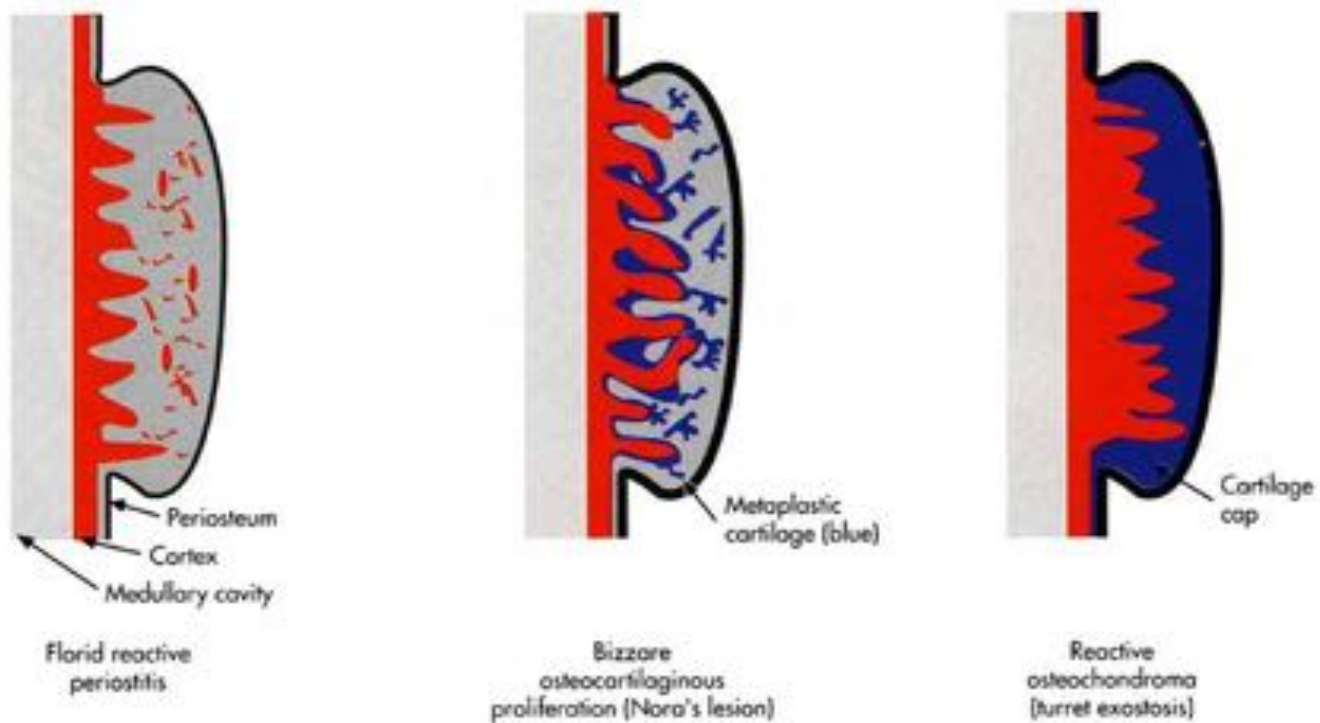 Periosteum
Cortex
Medullary cavity
Florid reactive
periostitis
Metaplastic
cartilage (blue)
Bizzare
osteocartilaginous
proliferation (Nora's lesion)
Cartilage
cap
Reactive
osteochondroma
(turret exostosis)